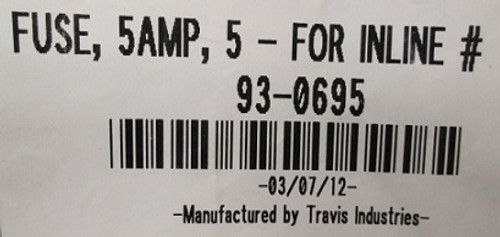 FUSE, 5AMP, 5 - FOR INLINE #
93-0695
-03/07/12-
-Manufactured by Travis Industries-